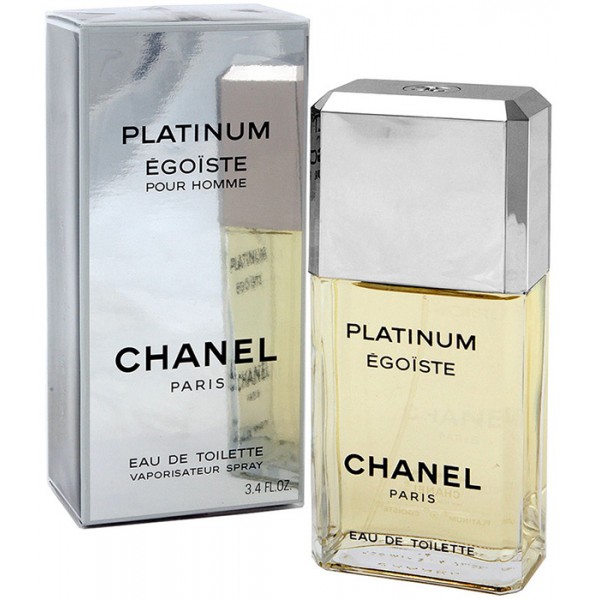 PLATINUM
ÉGOÏSTE
POUR HOMME
CHANEL
PARIS
EAU DE TOILETTE
VAPORISATEUR SPRAY
3.4 FL.OZ.
PLATINUM
ÉGOÏSTE
CHANEL
PARIS
EAU DE TOILETTE